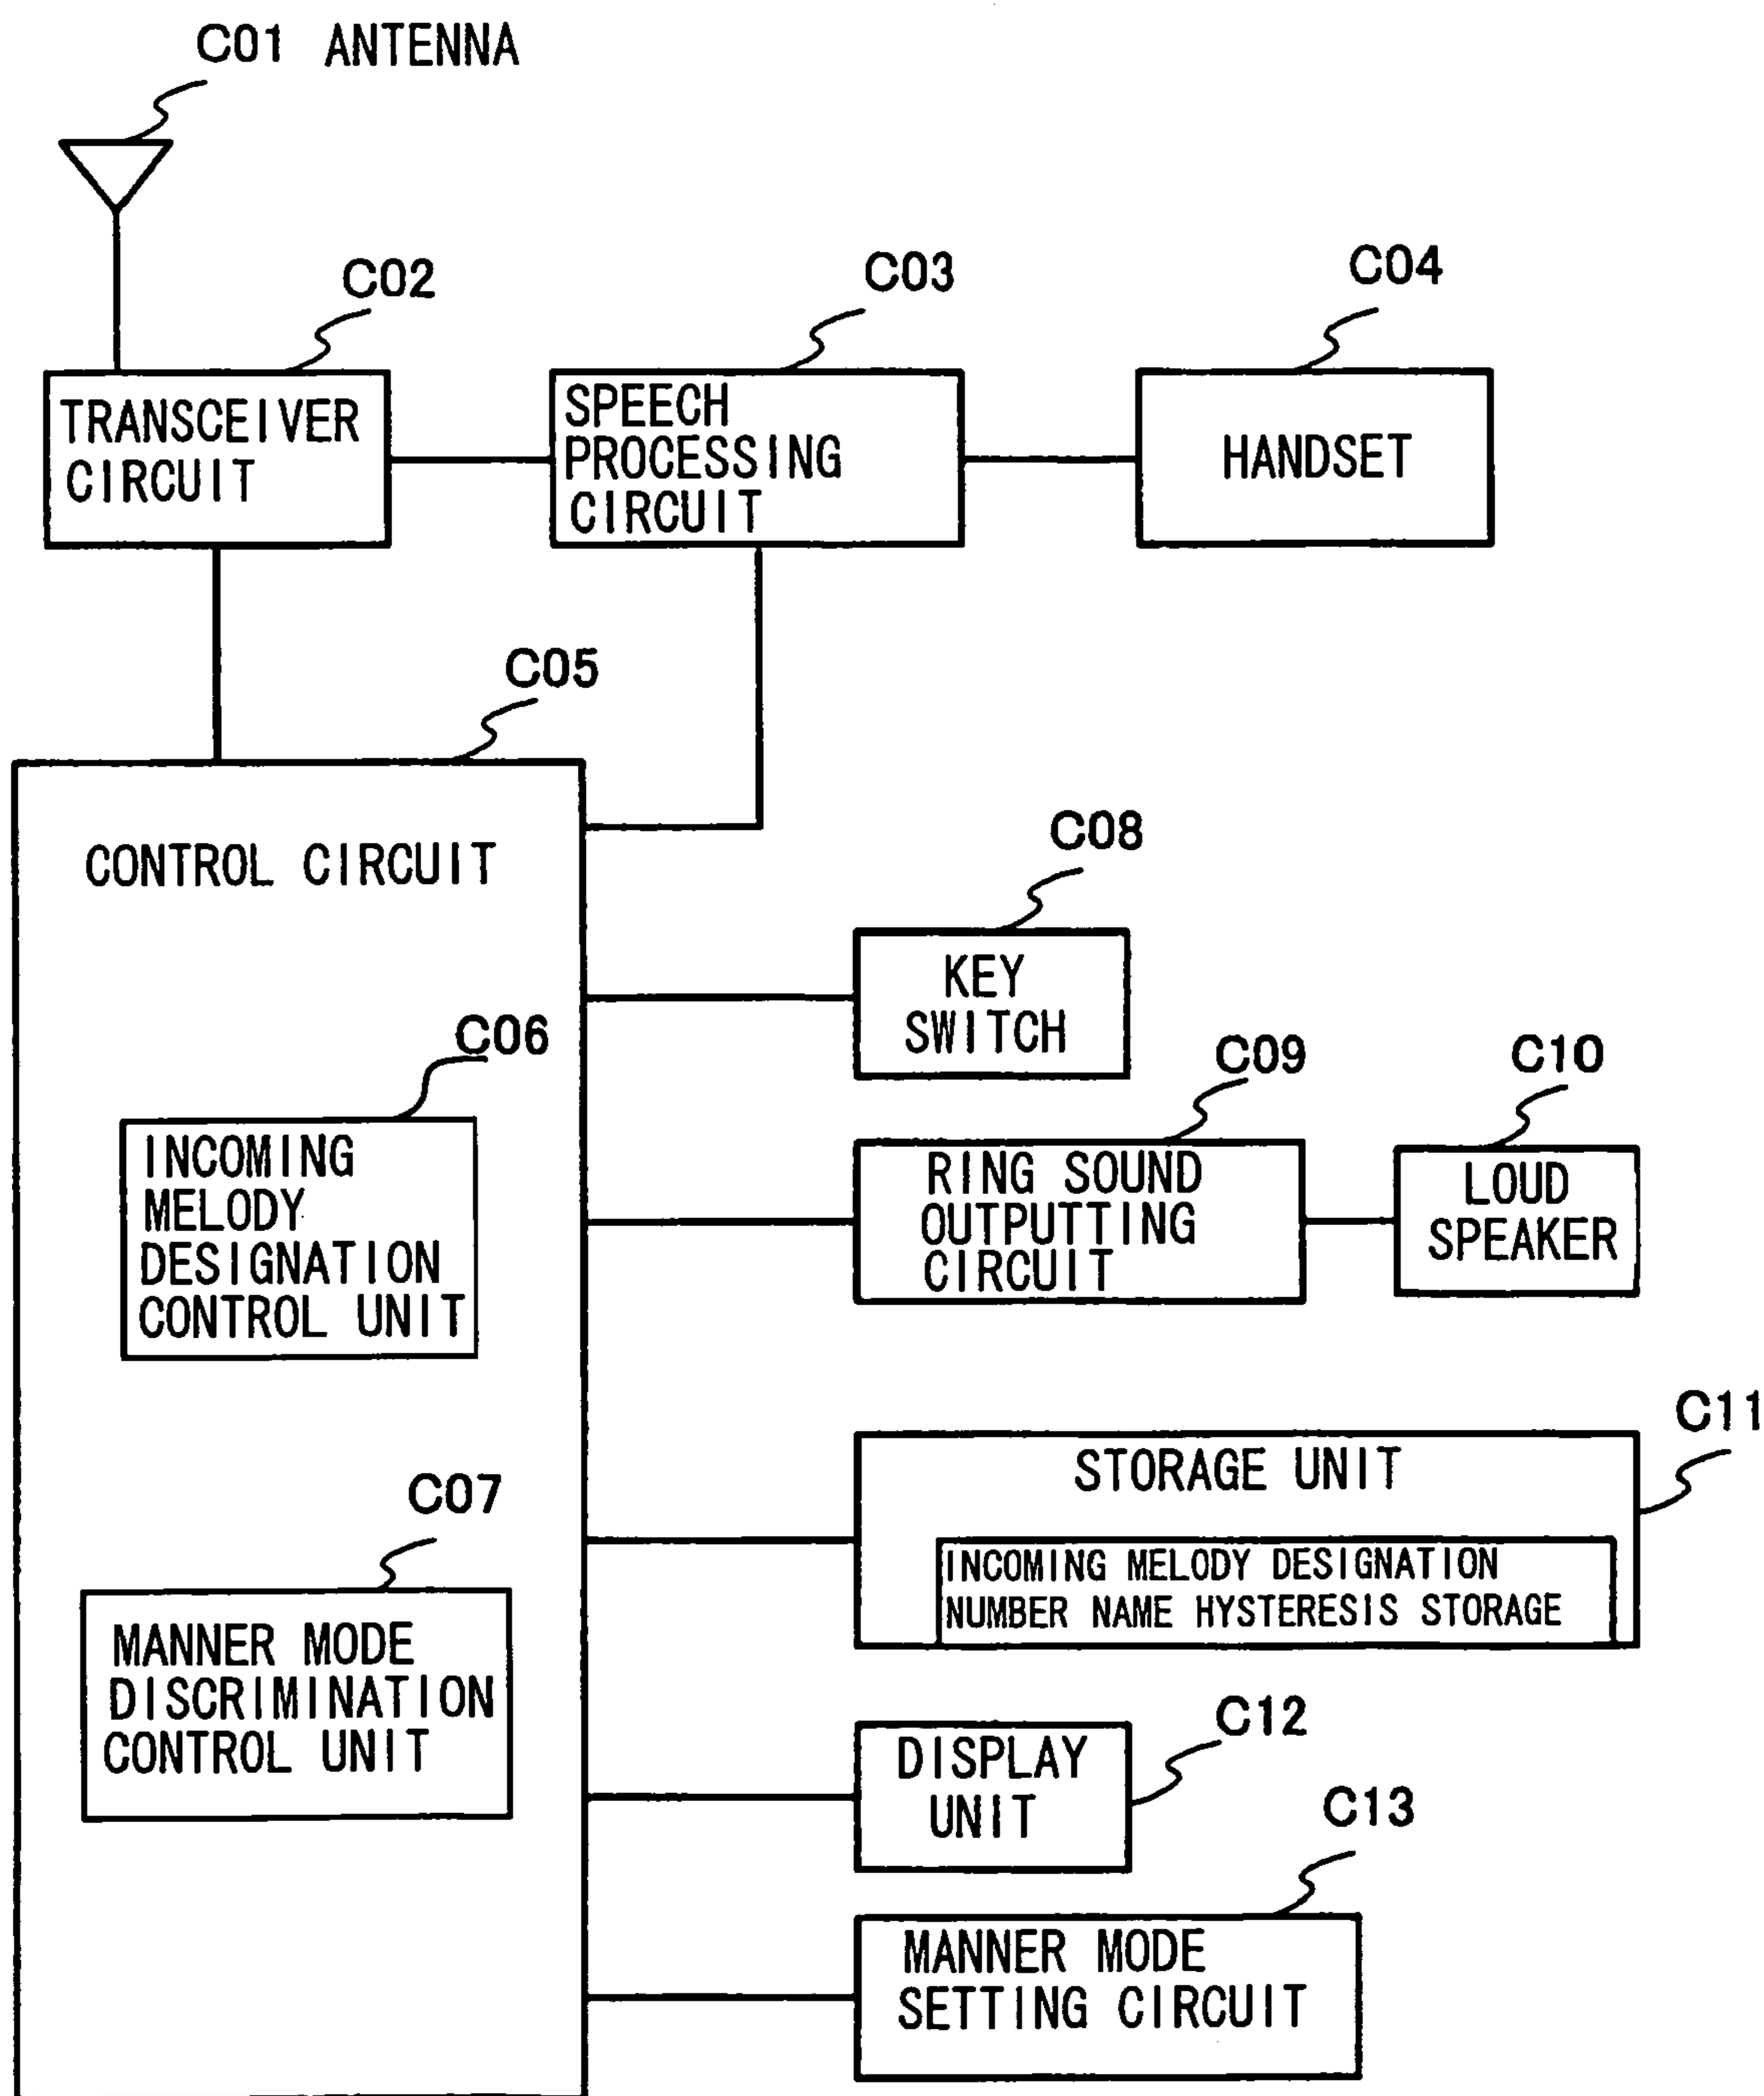 C01 ANTENNA
C02
C03
C04
TRANSCEIVER
CIRCUIT
SPEECH
PROCESSING
CIRCUIT
HANDSET
C05
CONTROL CIRCUIT
C06
INCOMING
MELODY
DESIGNATION
CONTROL UNIT
C07
MANNER MODE
DISCRIMINATION
CONTROL UNIT
C08
KEY
SWITCH
C09
RING SOUND
OUTPUTTING
CIRCUIT
C10
LOUD
SPEAKER
C11
STORAGE UNIT
INCOMING MELODY DESIGNATION
NUMBER NAME HYSTERESIS STORAGE
C12
DISPLAY
UNIT
C13
MANNER MODE
SETTING CIRCUIT